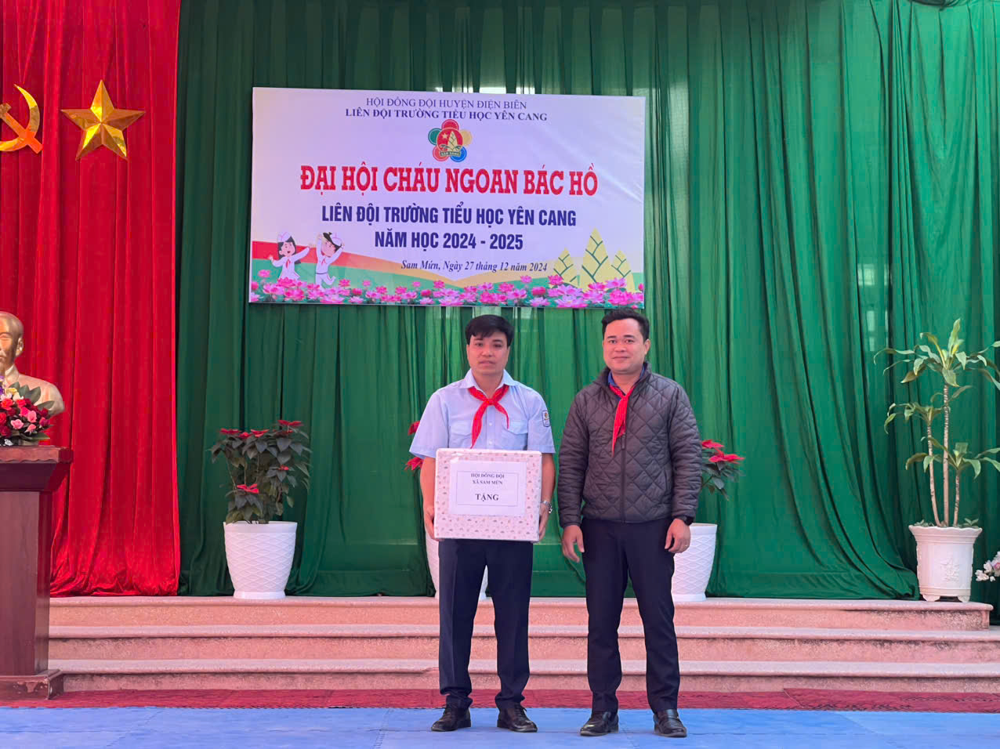 HỘI ĐỒNG ĐỘI HUYỆN ĐIỆN BIÊN
LIÊN ĐỘI TRƯỜNG TIỂU HỌC YÊN CANG
ĐẠI HỘI CHÁU NGOAN BÁC HỒ
LIÊN ĐỘI TRƯỜNG TIỂU HỌC YÊN CANG
NĂM HỌC 2024 - 2025
Sam Mứn, Ngày 27 tháng 12 năm 2024
HỘI ĐỒNG ĐỘI
XÃ SAM MỨN
TẶNG